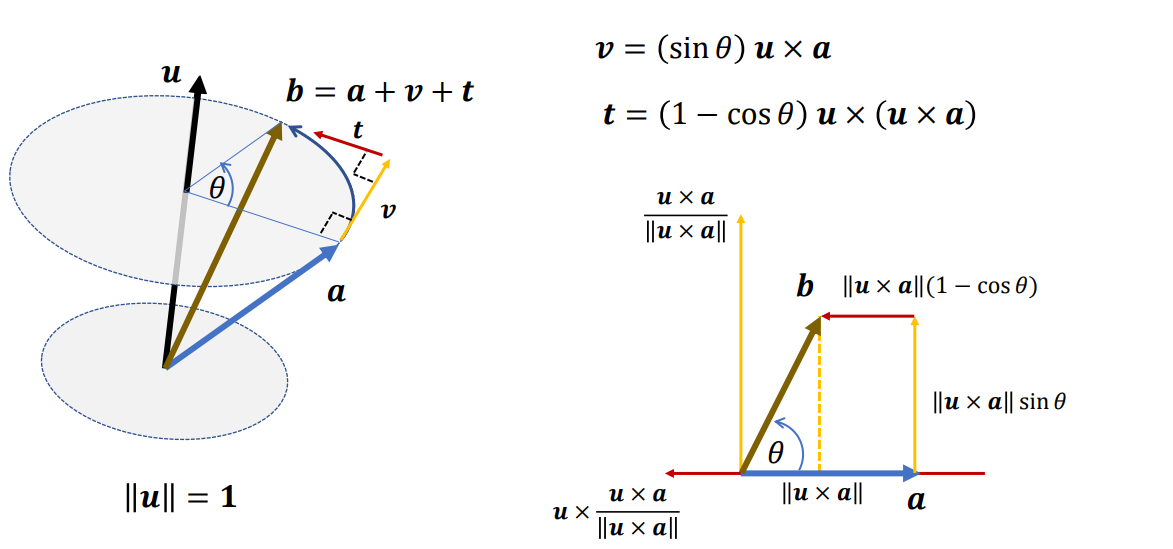 u
b = a + v + t
t
θ
v
a
‖u‖ = 1
v = (sin θ) u × a
t = (1 − cos θ) u × (u × a)
u × a
‖u × a‖
b
‖u × a‖(1 − cos θ)
‖u × a‖ sin θ
θ
‖u × a‖
a
u ×
u × a
‖u × a‖